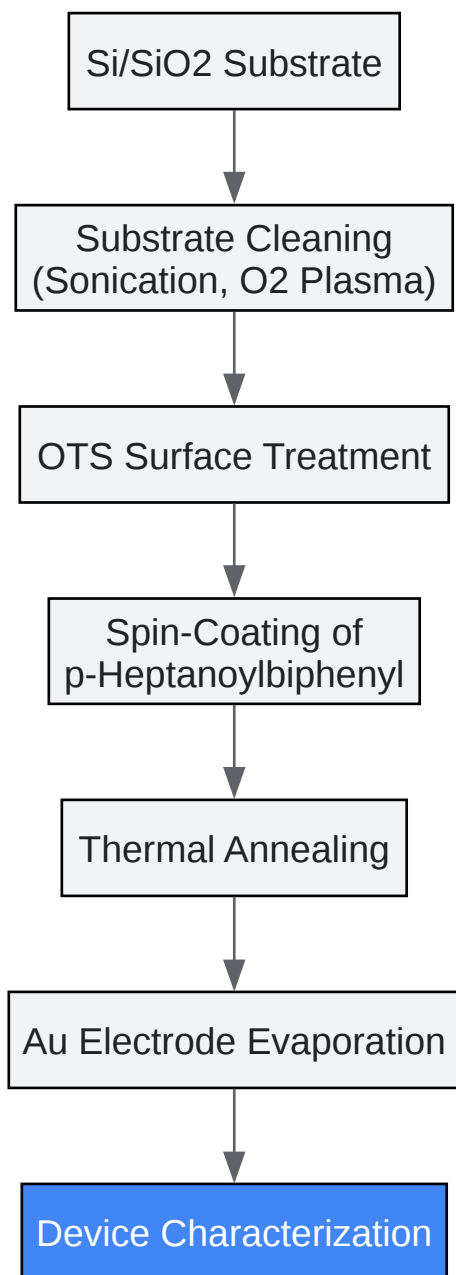 Si/SiO2 Substrate
Substrate Cleaning
(Sonication, O2 Plasma)
OTS Surface Treatment
Spin-Coating of
p-Heptanoylbiphenyl
Thermal Annealing
Au Electrode Evaporation
Device Characterization